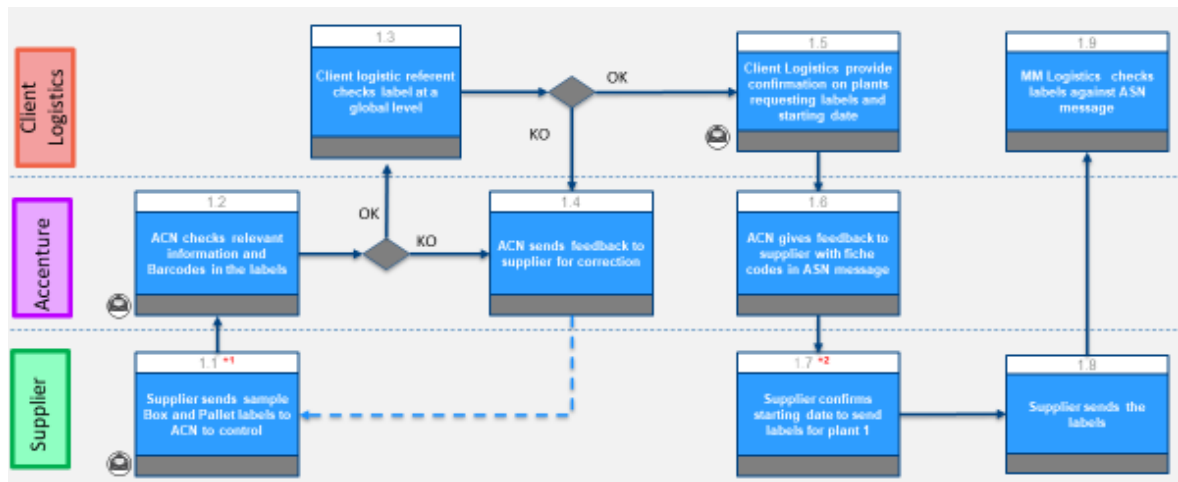 Client
Logistics
1.3
Client logistic referent
checks label at a
global level
OK
KO
1.5
Client Logistics provide
confirmation on plants
requesting labels and
starting date
1.9
MM Logistics checks
labels against ASN
message
Accenture
1.2
ACN checks relevant
information and
Barcodes in the labels
OK
KO
1.4
ACN sends feedback to
supplier for correction
1.6
ACN gives feedback to
supplier with fiche
codes in ASN message
Supplier
1.1 *1
Supplier sends sample
Box and Pallet labels to
ACN to control
1.7 *2
Supplier confirms
starting date to send
labels for plant 1
1.8
Supplier sends the
labels